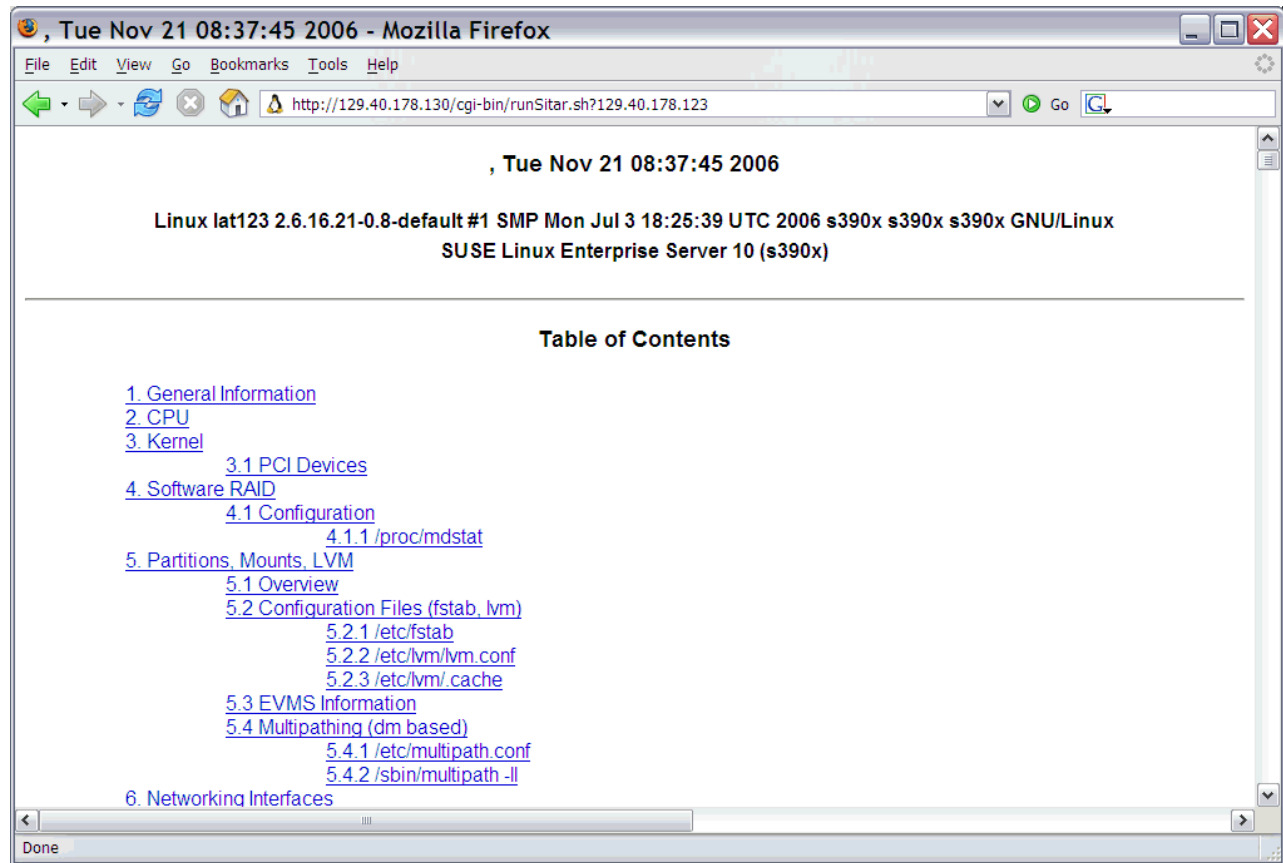 , Tue Nov 21 08:37:45 2006 - Mozilla Firefox
File Edit View Go Bookmarks Tools Help
http://129.40.178.130/cgi-bin/runSitar.sh?129.40.178.123 Go G
, Tue Nov 21 08:37:45 2006
Linux lat123 2.6.16.21-0.8-default #1 SMP Mon Jul 3 18:25:39 UTC 2006 s390x s390x s390x GNU/Linux
SUSE Linux Enterprise Server 10 (s390x)
Table of Contents
1. General Information
2. CPU
3. Kernel
3.1 PCI Devices
4. Software RAID
4.1 Configuration
4.1.1 /proc/mdstat
5. Partitions, Mounts, LVM
5.1 Overview
5.2 Configuration Files (fstab, lvm)
5.2.1 /etc/fstab
5.2.2 /etc/lvm/lvm.conf
5.2.3 /etc/lvm/.cache
5.3 EVMS Information
5.4 Multipathing (dm based)
5.4.1 /etc/multipath.conf
5.4.2 /sbin/multipath -ll
6. Networking Interfaces
Done